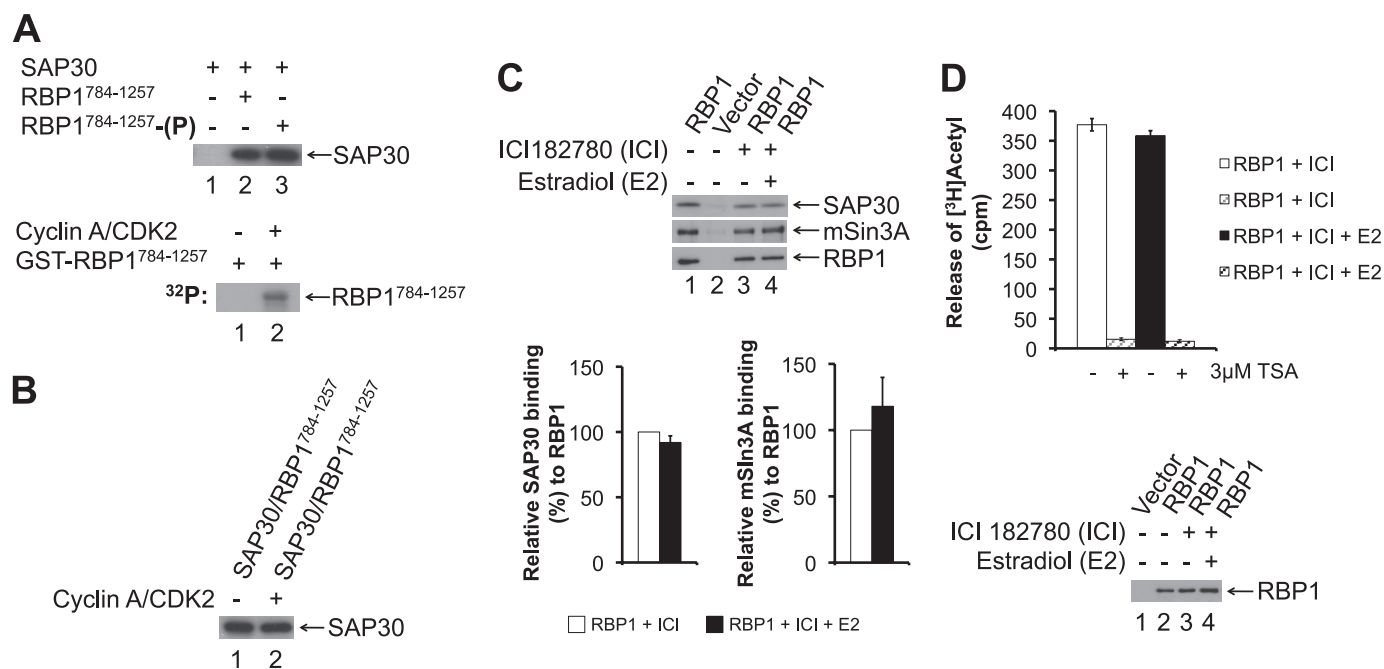 A
SAP30 + + +
RBP1784-1257 - + -
RBP1784-1257-(P) - - +
SAP30
1 2 3
Cyclin A/CDK2 - +
GST-RBP1784-1257 + +
32P: RBP1784-1257
1 2
B
SAP30/RBP1784-1257
SAP30/RBP1784-1257
Cyclin A/CDK2 - +
SAP30
1 2
C
RBP1 Vector RBP1 RBP1
ICI182780 (ICI) - - + +
Estradiol (E2) - - - +
SAP30
mSin3A
RBP1
1 2 3 4
Relative SAP30 binding
(%) to RBP1
150
100
50
0
Relative mSIn3A binding
(%) to RBP1
150
100
50
0
RBP1 + ICI
RBP1 + ICI + E2
D
Release of [3H]Acetyl
(cpm)
400
350
300
250
200
150
100
50
0
- + - + 3µM TSA
RBP1 + ICI
RBP1 + ICI
RBP1 + ICI + E2
RBP1 + ICI + E2
Vector RBP1 RBP1 RBP1
ICI 182780 (ICI) - - + +
Estradiol (E2) - - - +
RBP1
1 2 3 4